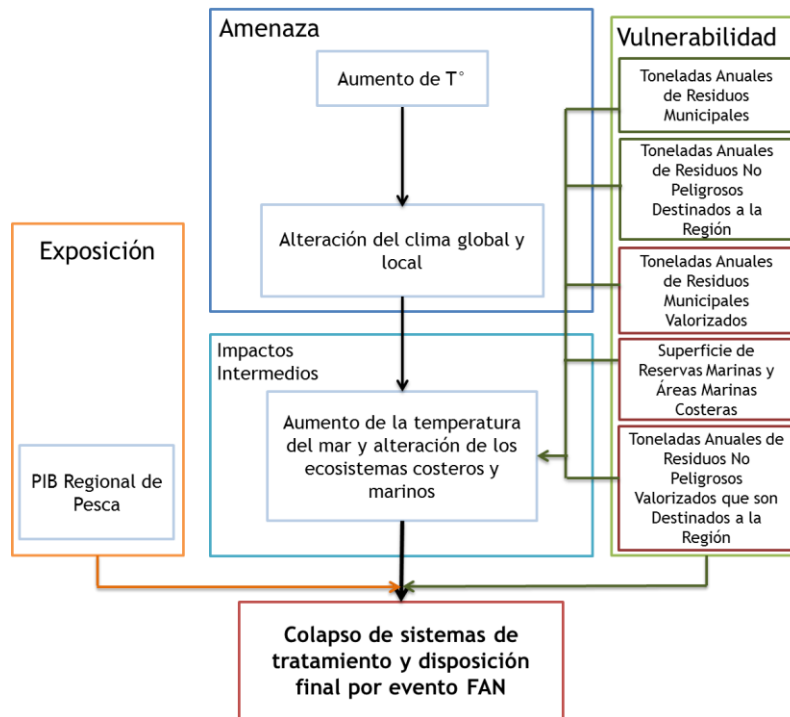 Amenaza
Aumento de T°
Alteración del clima global y
local
Exposición
PIB Regional de
Pesca
Impactos
Intermedios
Aumento de la temperatura
del mar y alteración de los
ecosistemas costeros y
marinos
Vulnerabilidad
Toneladas Anuales
de Residuos
Municipales
Toneladas Anuales
de Residuos No
Peligrosos
Destinados a la
Región
Toneladas Anuales
de Residuos
Municipales
Valorizados
Superficie de
Reservas Marinas y
Áreas Marinas
Costeras
Toneladas Anuales de
Residuos No
Peligrosos
Valorizados que son
Destinados a la
Región
Colapso de sistemas de
tratamiento y disposición
final por evento FAN